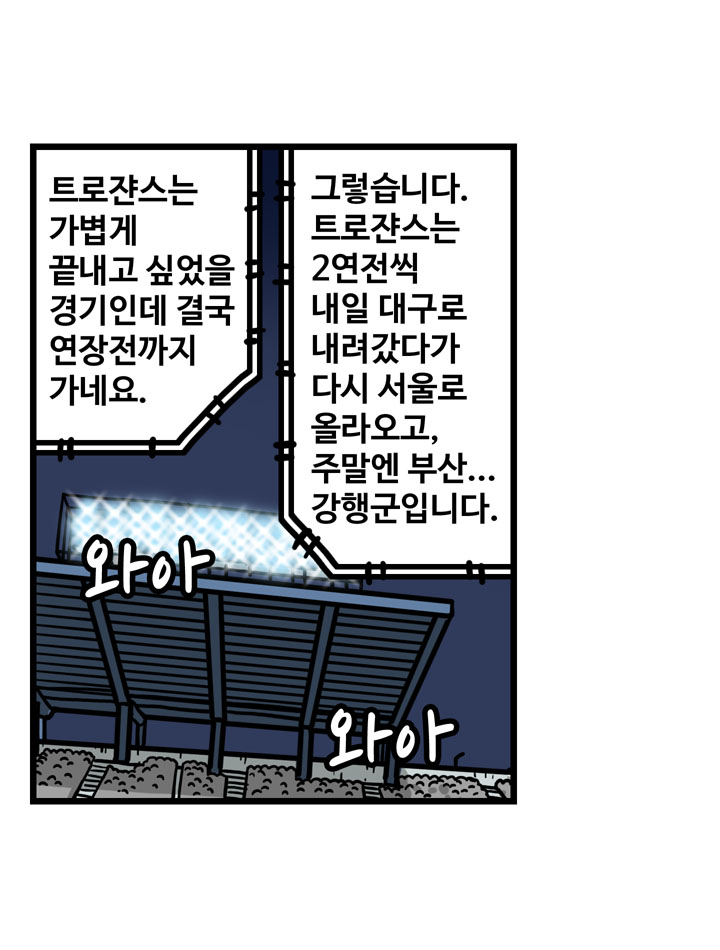 트로쟌스는
가볍게
끝내고 싶었을
경기인데 결국
연장전까지
가네요.
그렇습니다.
트로쟌스는
2연전씩
내일 대구로
내려갔다가
다시 서울로
올라오고,
주말엔 부산...
강행군입니다.
와아
와아